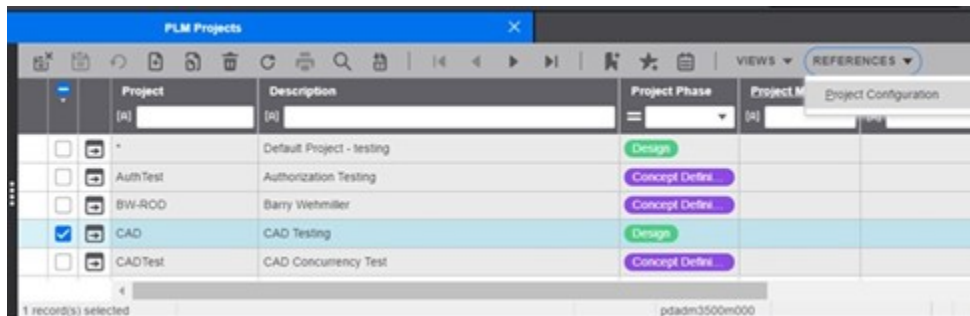 PLM Projects
VIEWS REFERENCES
Project Description Project Phase Project M Project Configuration
[A] [A] = [A]
* Default Project - testing Design
AuthTest Authorization Testing Concept Defini...
BW-ROD Barry Wehmiller Concept Defini...
CAD CAD Testing Design
CADTest CAD Concurrency Test Concept Defini...
1 record(s) selected pdadm3500m000